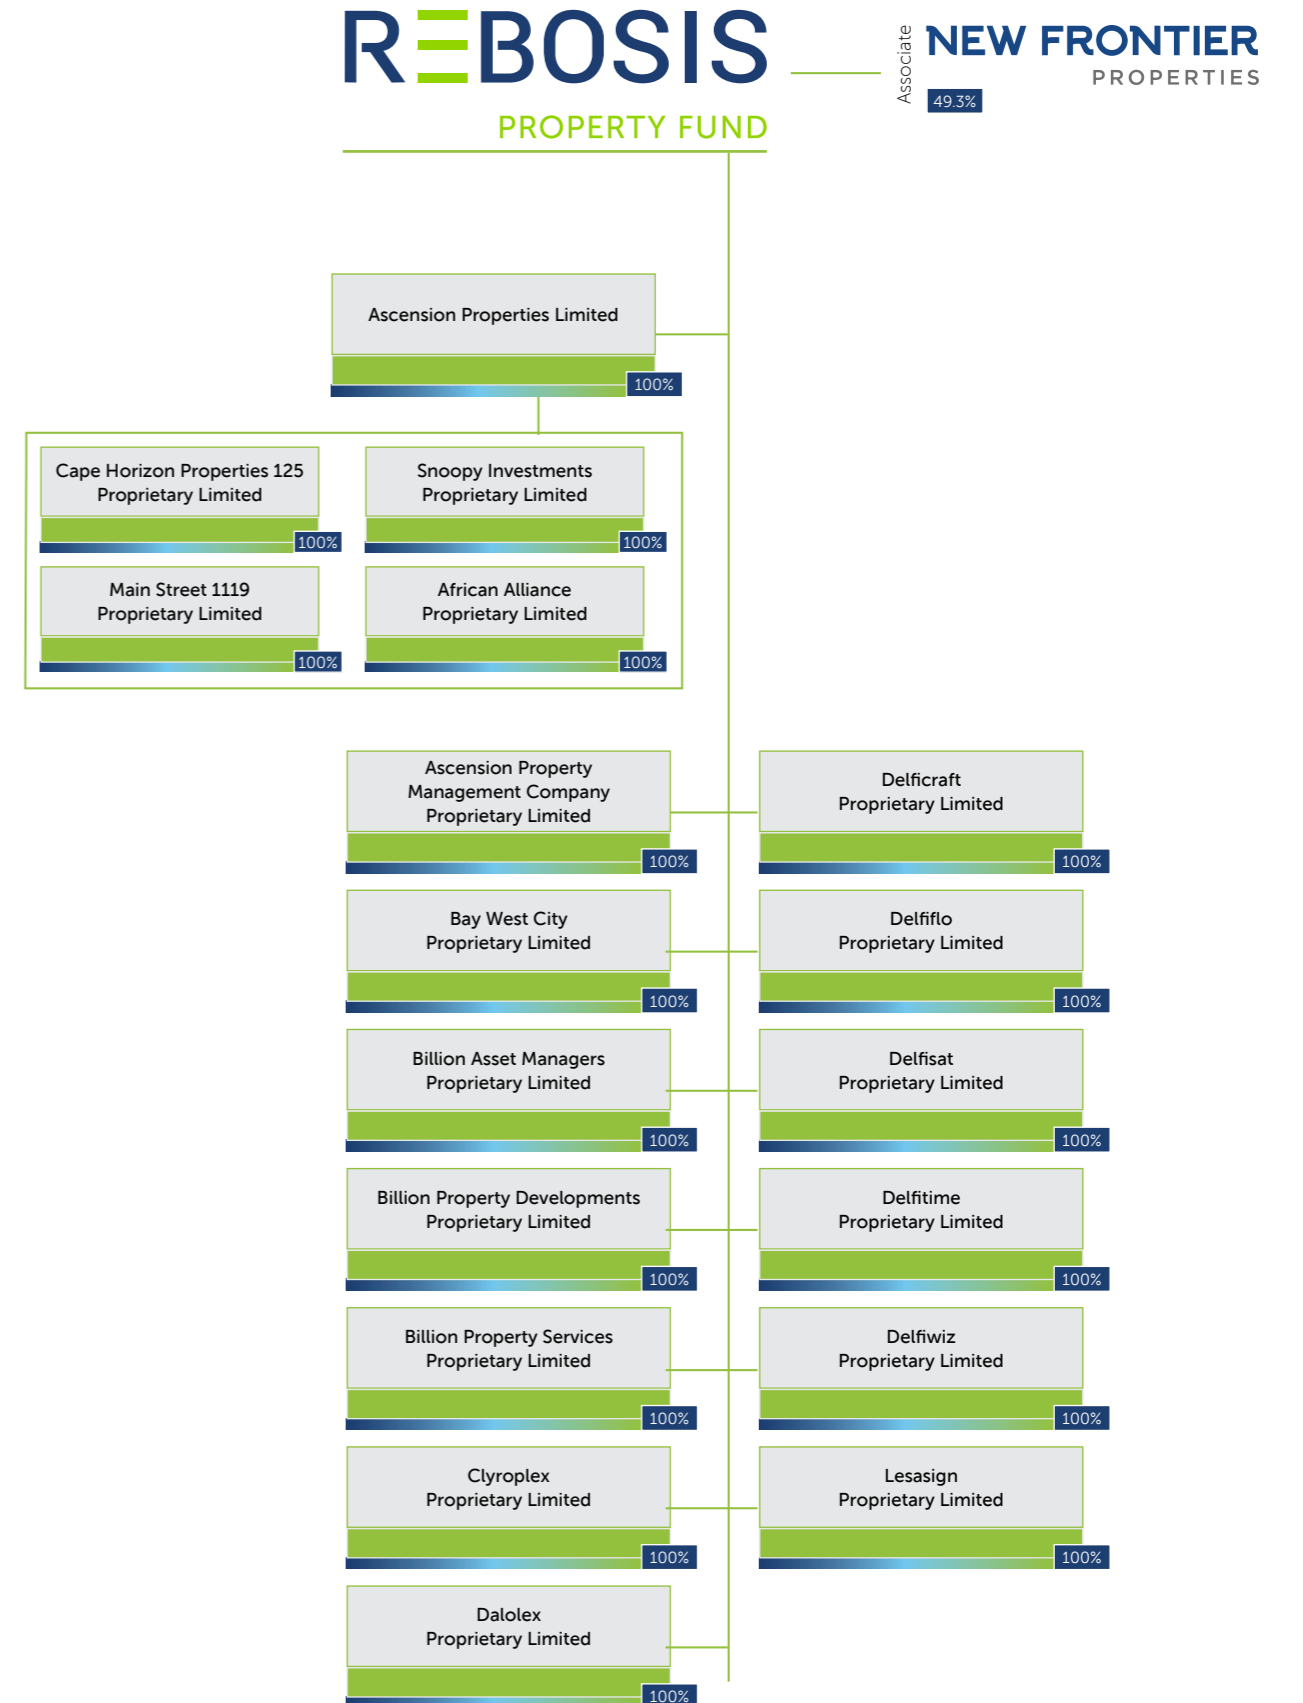 REBOSIS
PROPERTY FUND
Associate
NEW FRONTIER
PROPERTIES
49.3%
Ascension Properties Limited
100%
Cape Horizon Properties 125
Proprietary Limited
100%
Snoopy Investments
Proprietary Limited
100%
Main Street 1119
Proprietary Limited
100%
African Alliance
Proprietary Limited
100%
Ascension Property
Management Company
Proprietary Limited
100%
Delficraft
Proprietary Limited
100%
Bay West City
Proprietary Limited
100%
Delfiflo
Proprietary Limited
100%
Billion Asset Managers
Proprietary Limited
100%
Delfisat
Proprietary Limited
100%
Billion Property Developments
Proprietary Limited
100%
Delfitime
Proprietary Limited
100%
Billion Property Services
Proprietary Limited
100%
Delfiwiz
Proprietary Limited
100%
Clyroplex
Proprietary Limited
100%
Lesasign
Proprietary Limited
100%
Dalolex
Proprietary Limited
100%